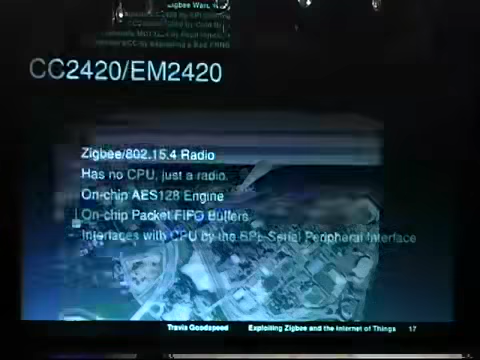 CC2420/EM2420
Zigbee/802.15.4 Radio
Has no CPU, just a radio.
On-chip AES128 Engine
On-chip Packet FIFO Buffers
Interfaces with CPU by the SPI, Serial Peripheral Interface
Travis Goodspeed Exploiting Zigbee and the Internet of Things 17